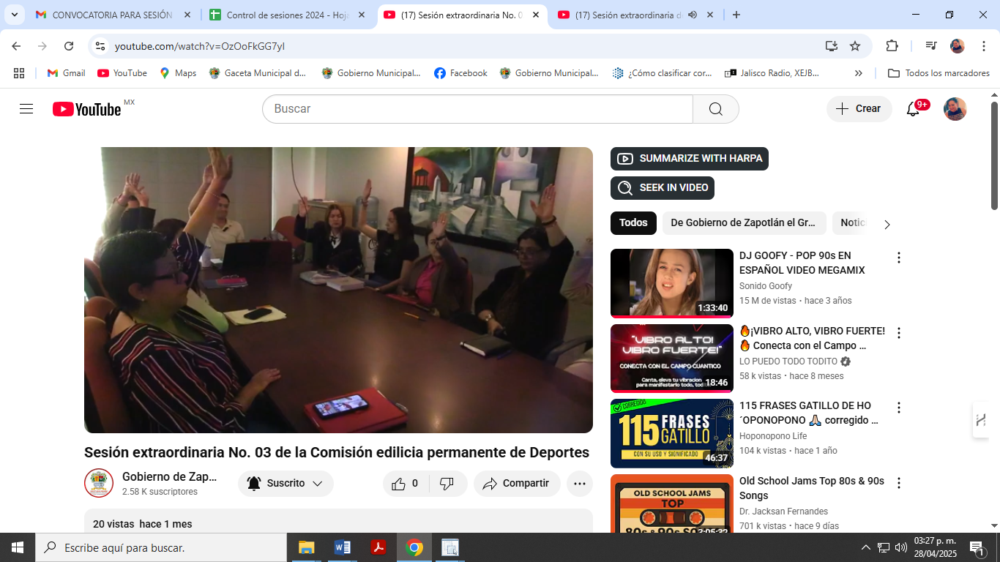 CONVOCATORIA PARA SESIÓN
Control de sesiones 2024 - Hoja
(17) Sesión extraordinaria No. 0
(17) Sesión extraordinaria d
youtube.com/watch?v=OzOoFkGG7yI
Gmail
YouTube
Maps
Gaceta Municipal d...
Gobierno Municipal...
Facebook
Gobierno Municipal...
¿Cómo clasificar cor...
Jalisco Radio, XEJB...
Todos los marcadores
YouTube MX
Buscar
Crear
9+
SUMMARIZE WITH HARPA
SEEK IN VIDEO
Todos
De Gobierno de Zapotlán el Gr...
Notic
DJ GOOFY - POP 90s EN
ESPAÑOL VIDEO MEGAMIX
Sonido Goofy
15 M de vistas • hace 3 años
1:33:40
"VIBRO ALTO!
VIBRO FUERTE!"
CONECTA CON EL CAMPO CUANTICO
Canta, eleva tu vibracion
para manifestarlo todo, tod
18:46
🔥¡VIBRO ALTO, VIBRO FUERTE!
🔥 Conecta con el Campo ...
LO PUEDO TODO TODITO
58 k vistas • hace 8 meses
CORREGIDO
115 FRASES
GATILLO
CON SU USO Y SIGNIFICADO
46:37
115 FRASES GATILLO DE HO
´OPONOPONO 🙏🏻 corregido ...
Hoponopono Life
104 k vistas • hace 1 año
OLD SCHOOL JAMS
TOP
80s & 90s SO
3:05:32
Old School Jams Top 80s & 90s
Songs
Dr. Jacksan Fernandes
701 k vistas • hace 9 días
Sesión extraordinaria No. 03 de la Comisión edilicia permanente de Deportes
Gobierno de Zap...
2.58 K suscriptores
Suscrito
0
Compartir
20 vistas hace 1 mes
Escribe aquí para buscar.
03:27 p. m.
28/04/2025
1